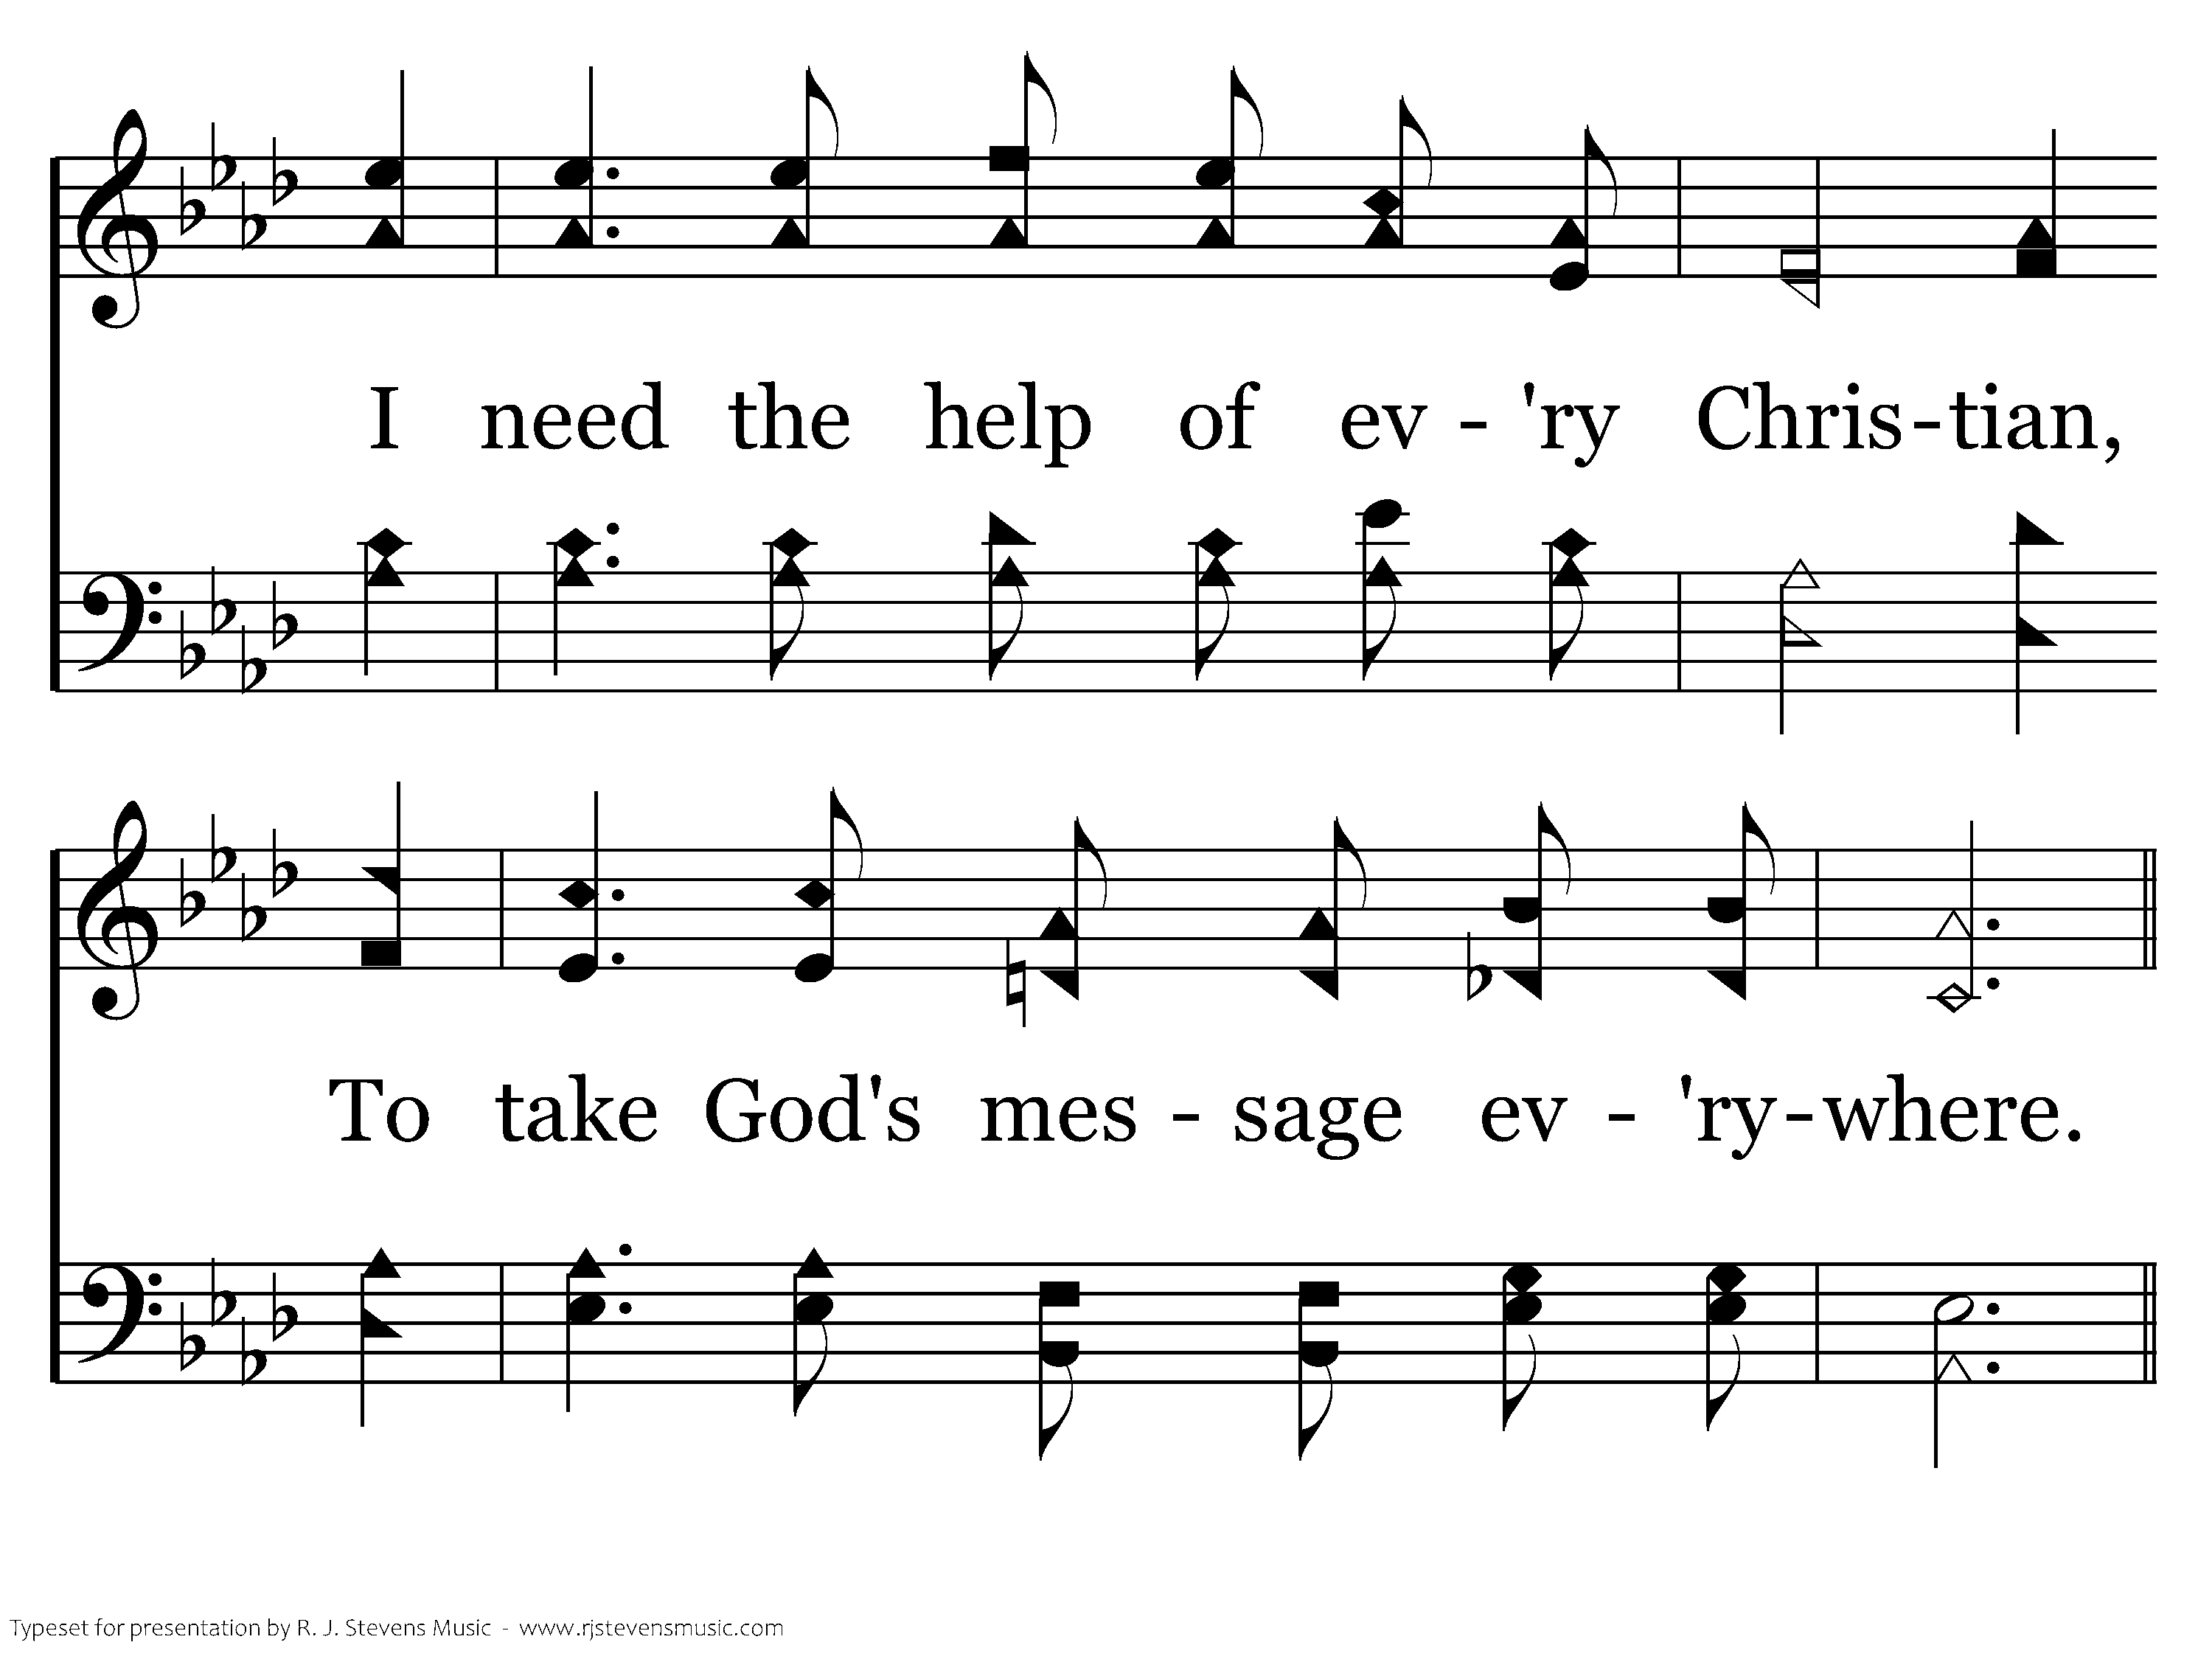 I need the help of ev - 'ry Chris - tian,
To take God's mes - sage ev - 'ry - where.
Typeset for presentation by R. J. Stevens Music - www.rjstevensmusic.com